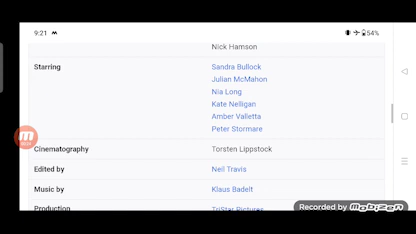 9:21
54%
Nick Hamson
Starring
Sandra Bullock
Julian McMahon
Nia Long
Kate Nelligan
Amber Valletta
Peter Stormare
Cinematography
Torsten Lippstock
Edited by
Neil Travis
Music by
Klaus Badelt
Production
TriStar Pictures
Recorded by Mobizen